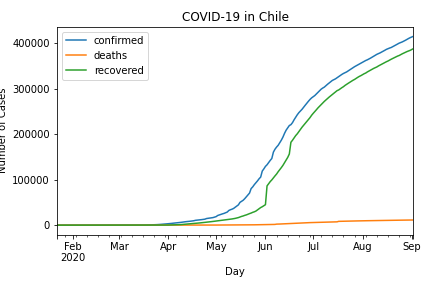 COVID-19 in Chile
confirmed
deaths
recovered
400000
300000
200000
100000
0
Number of Cases
Feb Mar Apr May Jun Jul Aug Sep
2020
Day